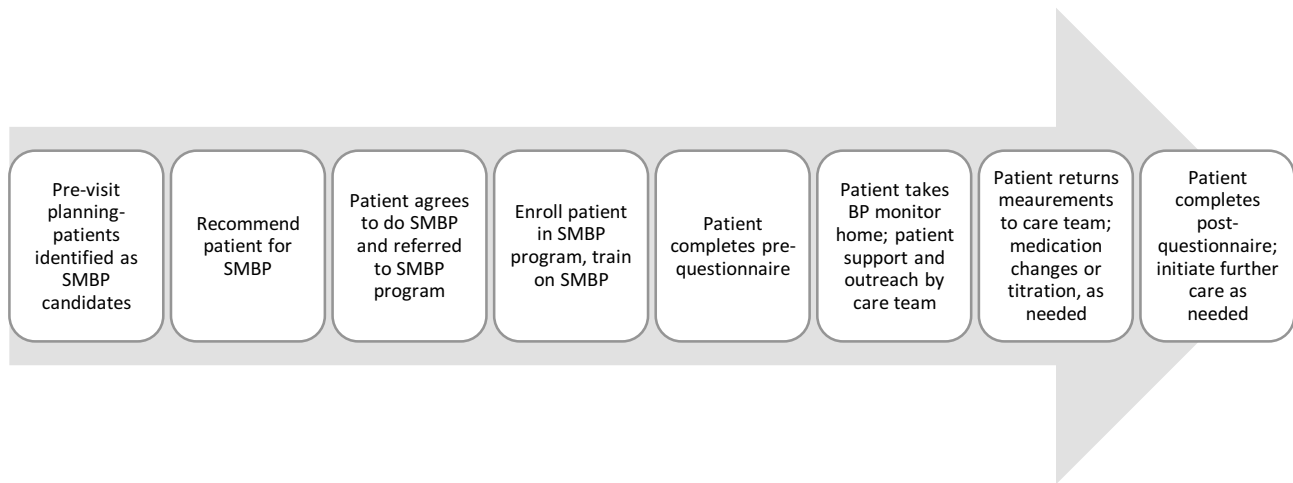 Pre-visit
planning-
patients
identified as
SMBP
candidates
Recommend
patient for
SMBP
Patient agrees
to do SMBP
and referred
to SMBP
program
Enroll patient
in SMBP
program, train
on SMBP
Patient
completes pre-
questionnaire
Patient takes
BP monitor
home; patient
support and
outreach by
care team
Patient returns
meaurements
to care team;
medication
changes or
titration, as
needed
Patient
completes
post-
questionnaire;
initiate further
care as
needed